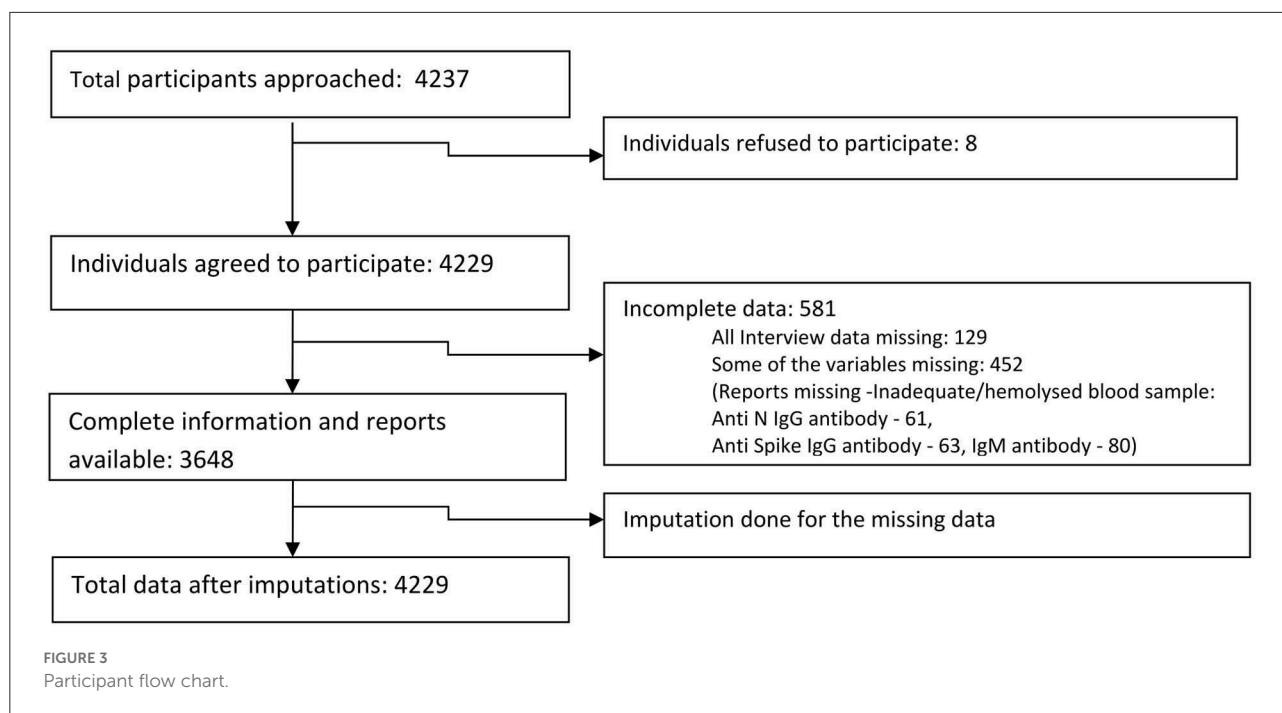 Total participants approached: 4237
Individuals refused to participate: 8
Individuals agreed to participate: 4229
Incomplete data: 581
All Interview data missing: 129
Some of the variables missing: 452
(Reports missing -Inadequate/hemolysed blood sample:
Anti N IgG antibody - 61,
Anti Spike IgG antibody - 63, IgM antibody - 80)
Complete information and reports
available: 3648
Imputation done for the missing data
Total data after imputations: 4229
FIGURE 3
Participant flow chart.